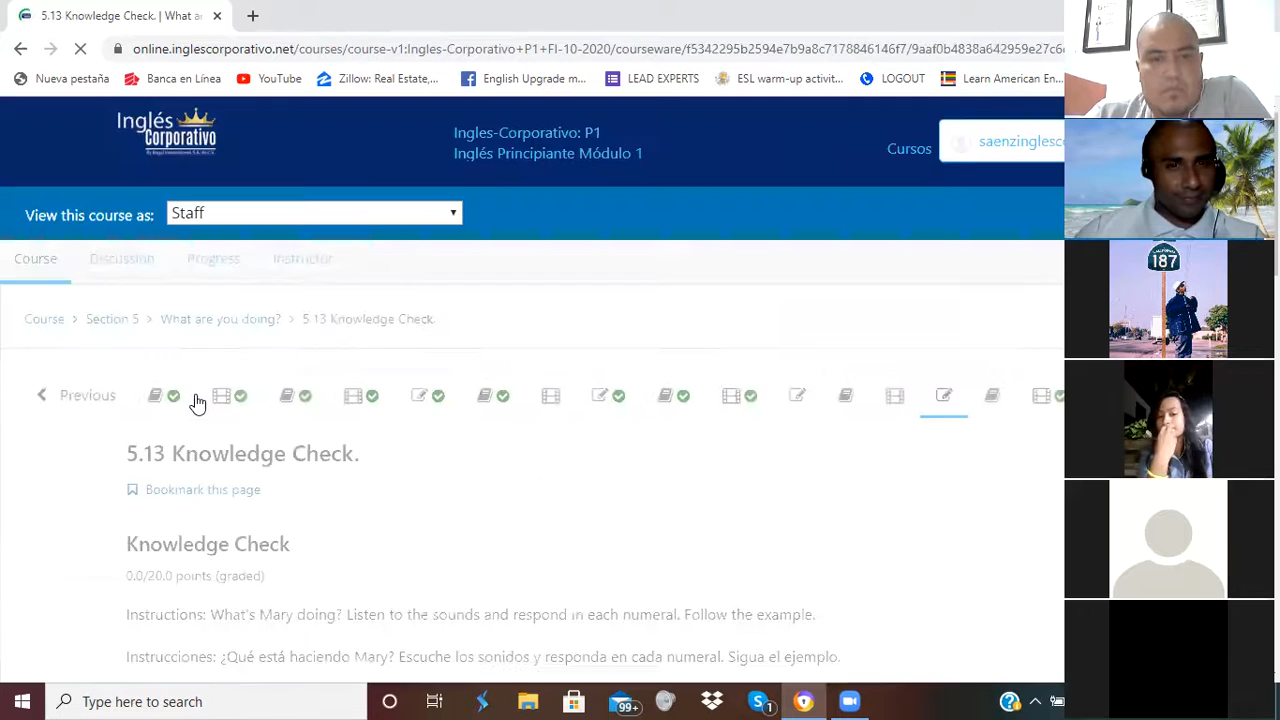 5.13 Knowledge Check. | What ar
online.inglescorporativo.net/courses/course-v1:Ingles-Corporativo+P1+FI-10-2020/courseware/f5342295b2594e7b9a8c7178846146f7/9aaf0b4838a642959e27c6
Nueva pestaña
Banca en Línea
YouTube
Zillow: Real Estate,...
English Upgrade m...
LEAD EXPERTS
ESL warm-up activit...
LOGOUT
Learn American En...
Inglés
Corporativo
Ingles-Corporativo: P1
Inglés Principiante Módulo 1
Cursos
saenzinglesco
View this course as:
Staff
Course
Discussion
Progress
Instructor
Course > Section 5 > What are you doing? > 5.13 Knowledge Check.
Previous
5.13 Knowledge Check.
Bookmark this page
Knowledge Check
0.0/20.0 points (graded)
Instructions: What's Mary doing? Listen to the sounds and respond in each numeral. Follow the example.
Instrucciones: ¿Qué está haciendo Mary? Escuche los sonidos y responda en cada numeral. Sigua el ejemplo.
CALIFORNIA
187
Type here to search
99+
1